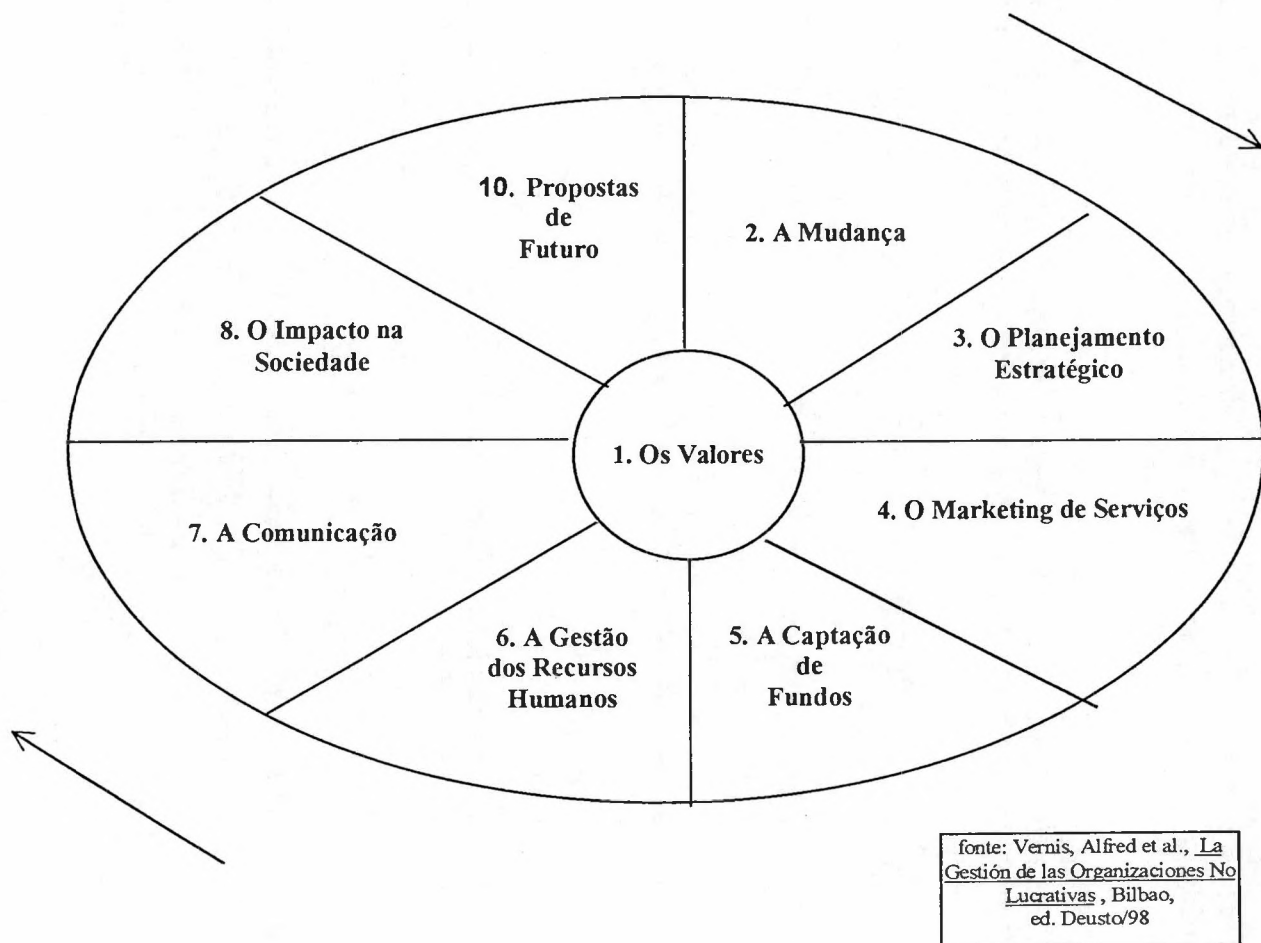 10. Propostas
de
Futuro
2. A Mudança
8. O Impacto na
Sociedade
3. O Planejamento
Estratégico
1. Os Valores
7. A Comunicação
4. O Marketing de Serviços
6. A Gestão
dos Recursos
Humanos
5. A Captação
de
Fundos
fonte: Vernis, Alfred et al., La
Gestión de las Organizaciones No
Lucrativas , Bilbao,
ed. Deusto/98